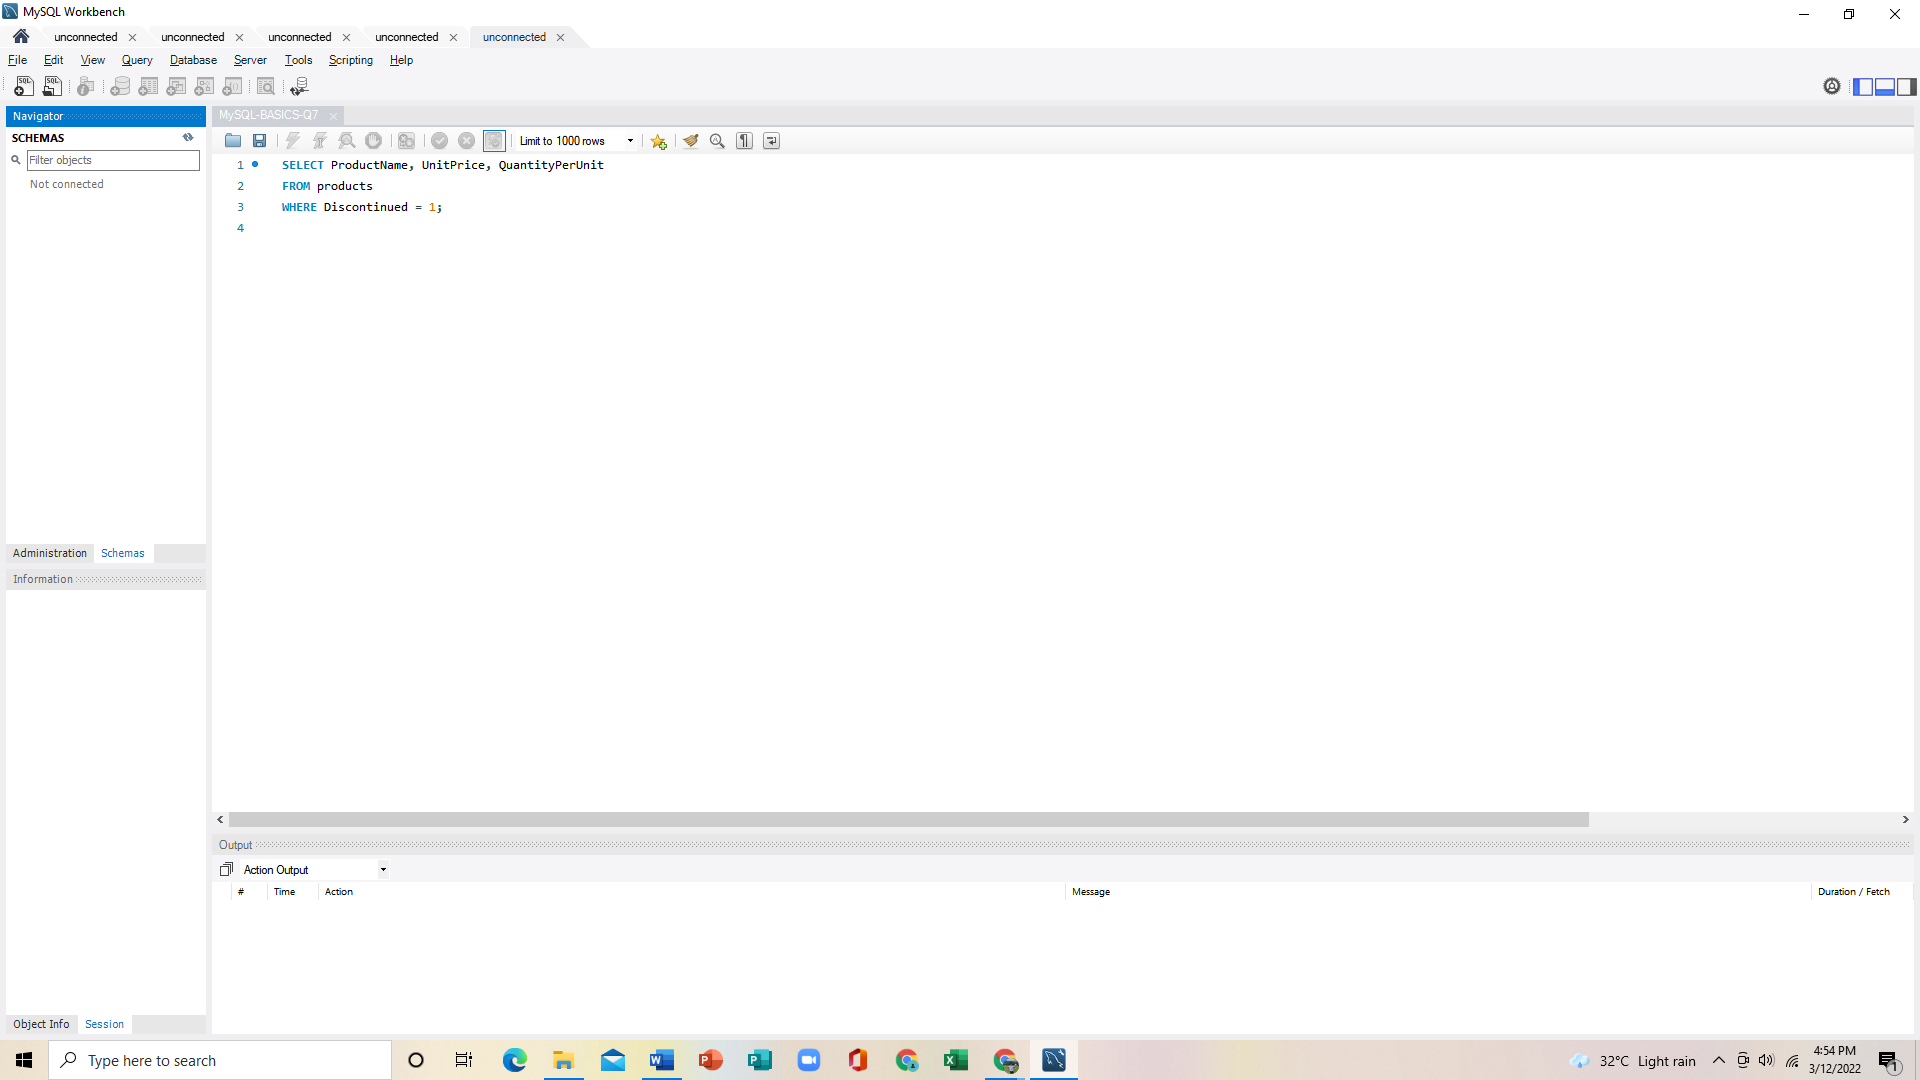 MySQL Workbench
unconnected unconnected unconnected unconnected unconnected
File Edit View Query Database Server Tools Scripting Help
Navigator
SCHEMAS
Filter objects
Not connected
MySQL-BASICS-Q7
Limit to 1000 rows
1 SELECT ProductName, UnitPrice, QuantityPerUnit
2 FROM products
3 WHERE Discontinued = 1;
4
Administration Schemas
Information
Output
Action Output
# Time Action Message Duration / Fetch
Object Info Session
Type here to search
32°C Light rain
4:54 PM
3/12/2022
1